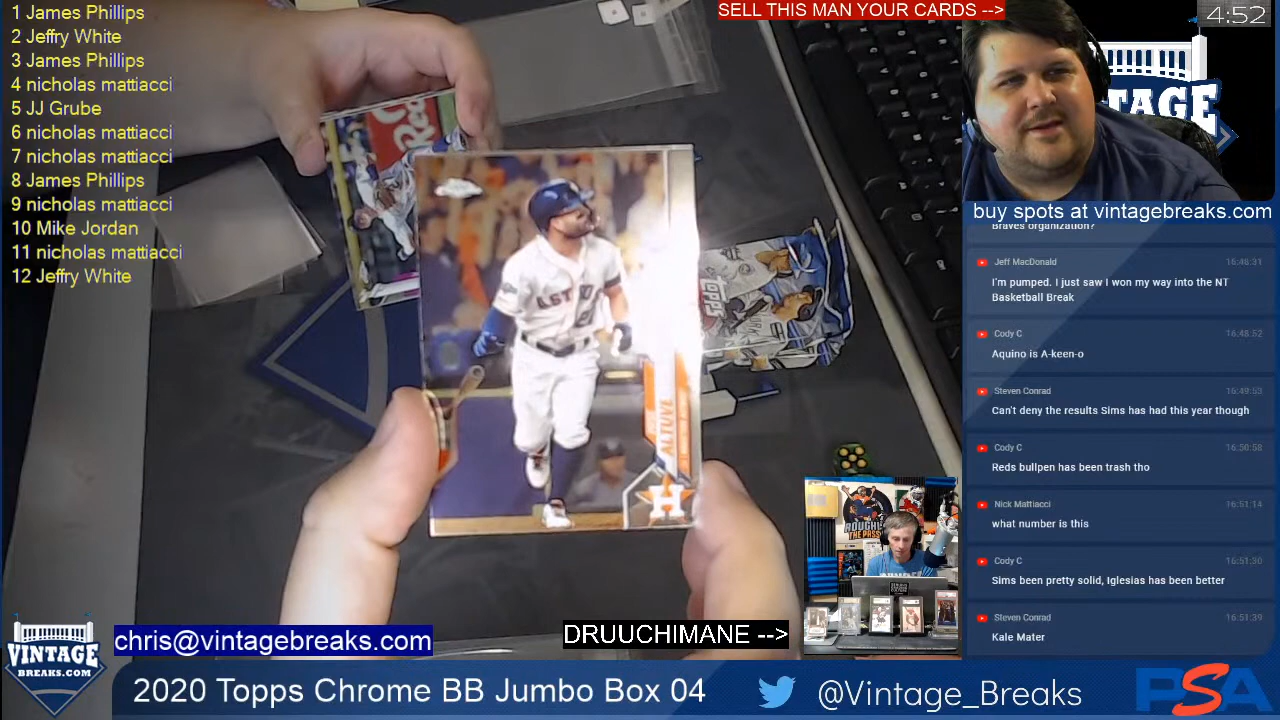 1 James Phillips
2 Jeffry White
3 James Phillips
4 nicholas mattiacci
5 JJ Grube
6 nicholas mattiacci
7 nicholas mattiacci
8 James Phillips
9 nicholas mattiacci
10 Mike Jordan
11 nicholas mattiacci
12 Jeffry White
SELL THIS MAN YOUR CARDS -->
4:52
TAGE
buy spots at vintagebreaks.com
Braves organization?
Jeff MacDonald 16:48:31
I'm pumped. I just saw I won my way into the NT
Basketball Break
Cody C 16:48:52
Aquino is A-keen-o
Steven Conrad 16:49:53
Can't deny the results Sims has had this year though
Cody C 16:50:58
Reds bullpen has been trash tho
Nick Mattiacci 16:51:14
what number is this
Cody C 16:51:30
Sims been pretty solid, Iglesias has been better
Steven Conrad 16:51:39
Kale Mater
Topps
ALTUVE
H
ROUGH
THE PASS
VINTAGE
BREAKS.COM
chris@vintagebreaks.com
DRUUCHIMANE -->
2020 Topps Chrome BB Jumbo Box 04
@Vintage_Breaks
PSA